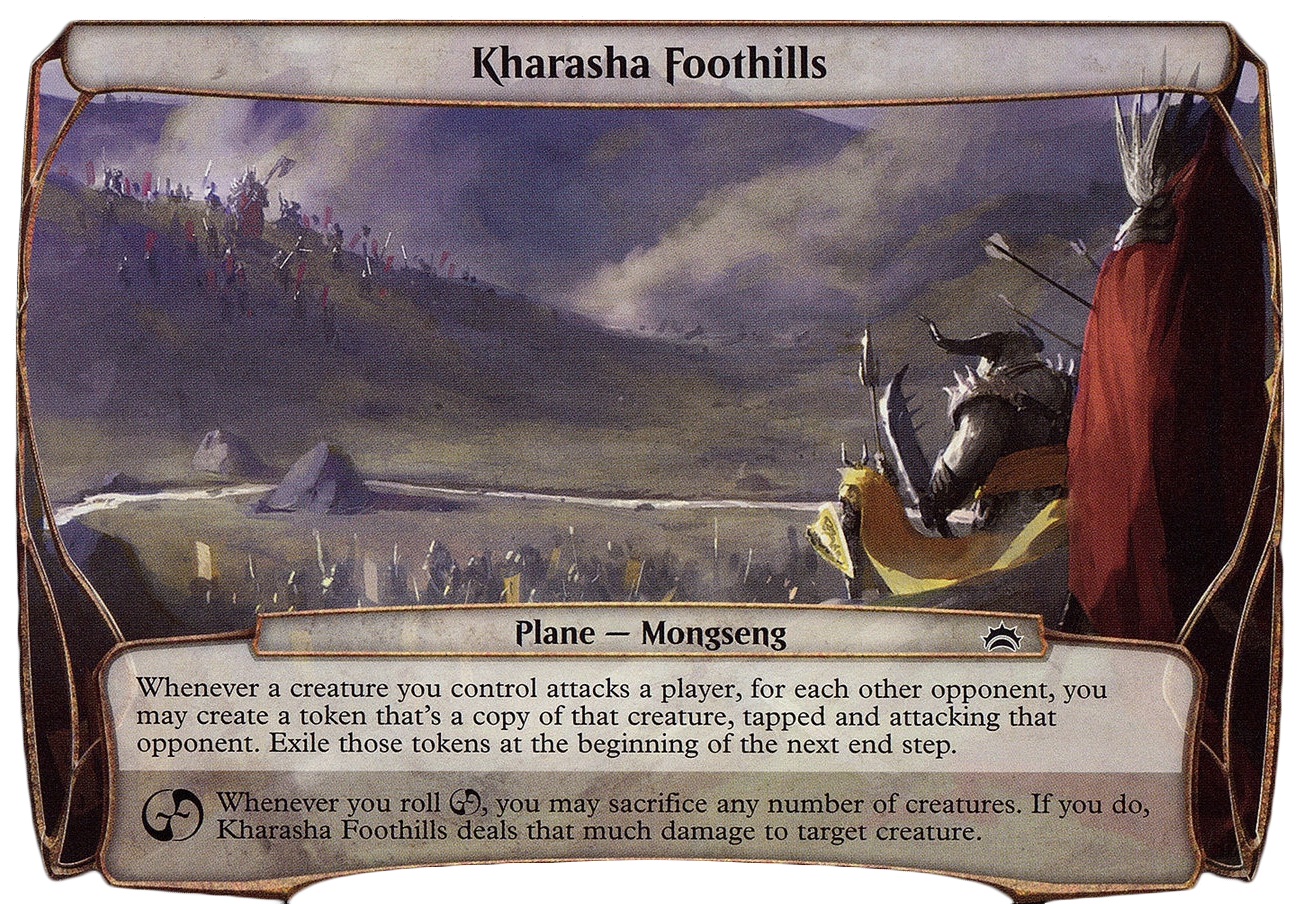 Kharasha Foothills
Plane — Mongseng
Whenever a creature you control attacks a player, for each other opponent, you
may create a token that's a copy of that creature, tapped and attacking that
opponent. Exile those tokens at the beginning of the next end step.
Whenever you roll , you may sacrifice any number of creatures. If you do,
Kharasha Foothills deals that much damage to target creature.